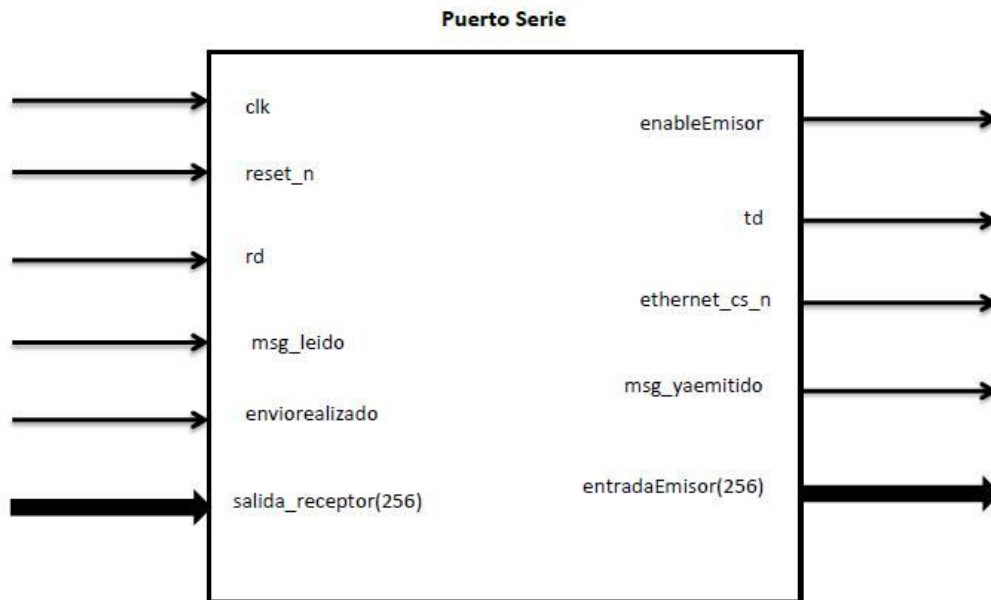 Puerto Serie
clk
enableEmisor
reset_n
td
rd
ethernet_cs_n
msg_leido
msg_yaemitido
enviorealizado
entradaEmisor(256)
salida_receptor(256)